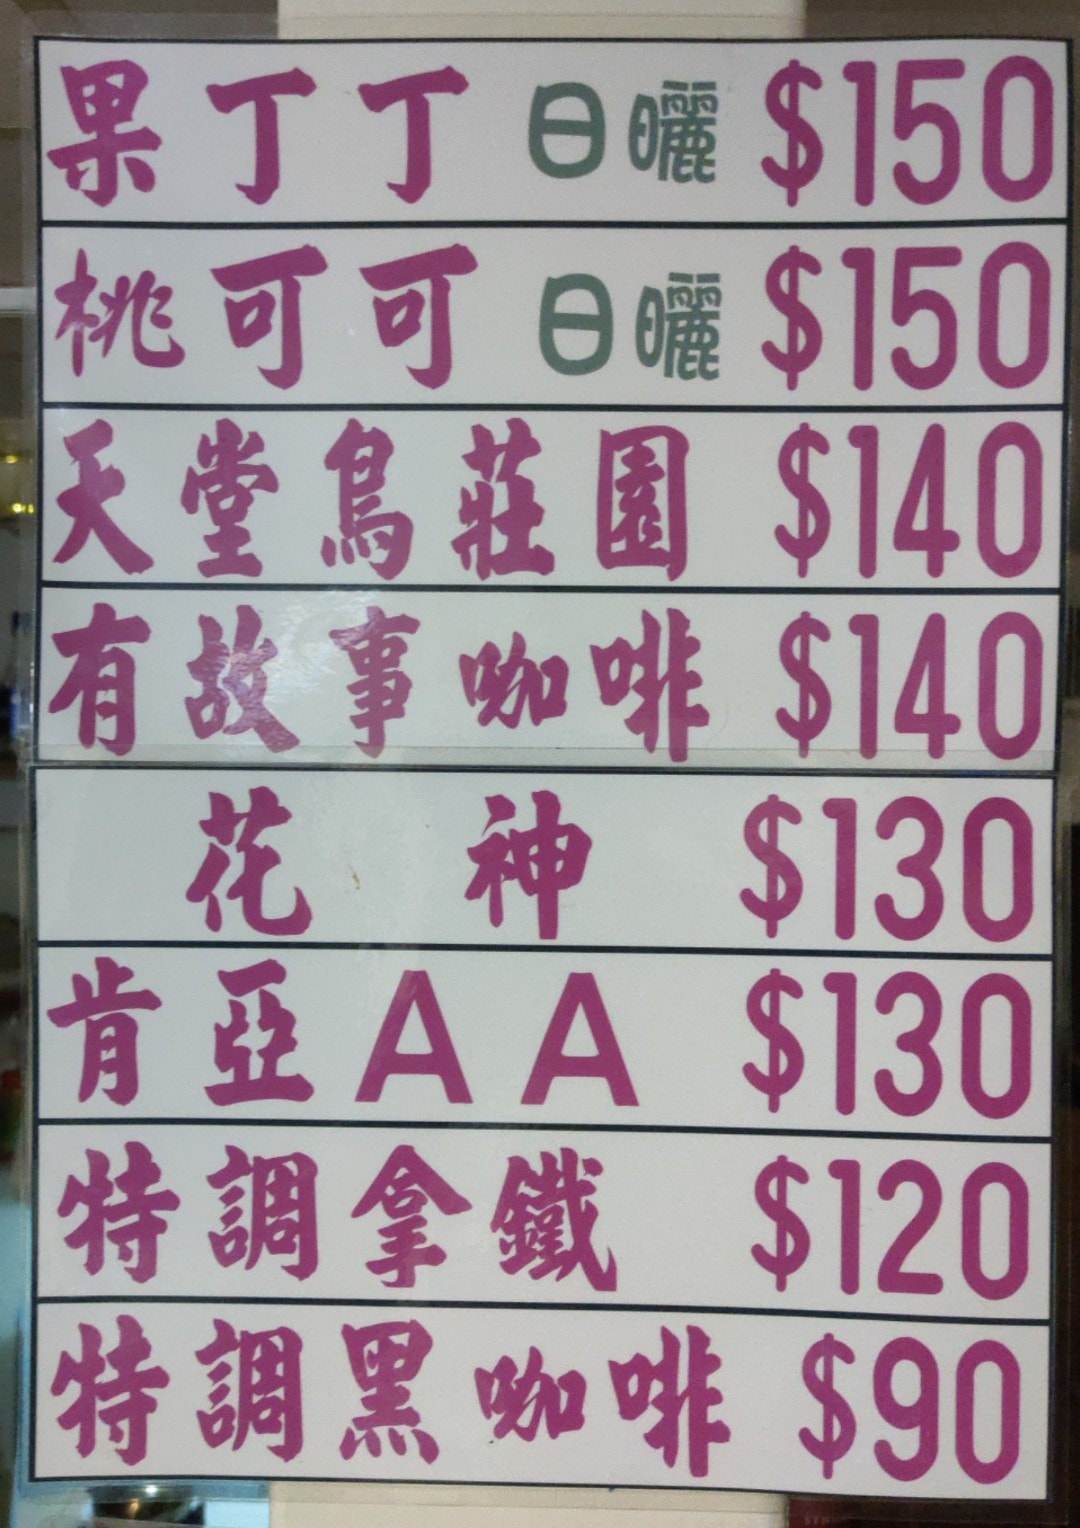 果丁丁 日曬 $150
桃可可 日曬 $150
天堂鳥莊園 $140
有故事咖啡 $140
花神 $130
肯亞AA $130
特調拿鐵 $120
特調黑咖啡 $90